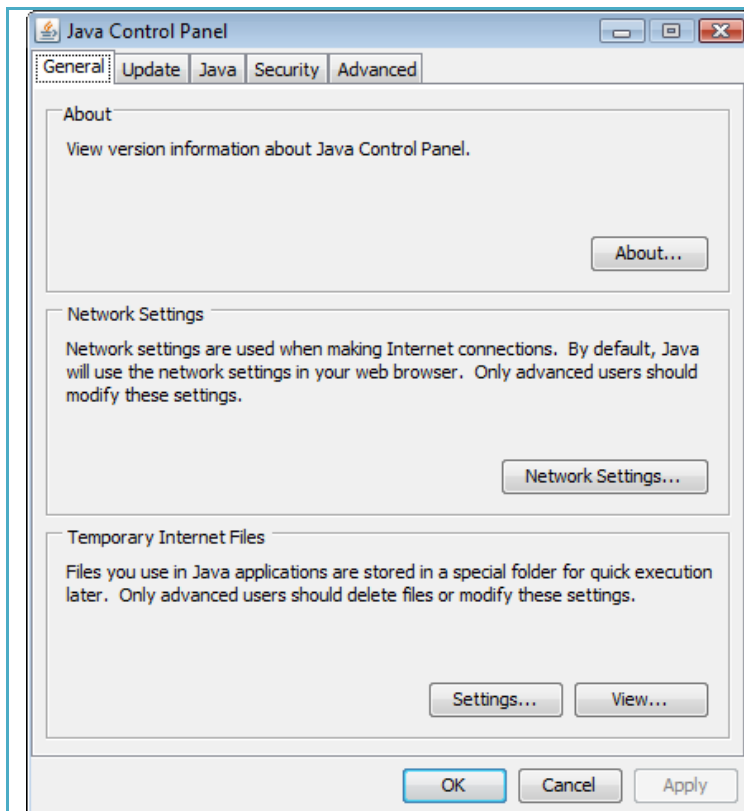 Java Control Panel
General Update Java Security Advanced
About
View version information about Java Control Panel.
About...
Network Settings
Network settings are used when making Internet connections.  By default, Java
will use the network settings in your web browser.  Only advanced users should
modify these settings.
Network Settings...
Temporary Internet Files
Files you use in Java applications are stored in a special folder for quick execution
later.  Only advanced users should delete files or modify these settings.
Settings... View...
OK Cancel Apply